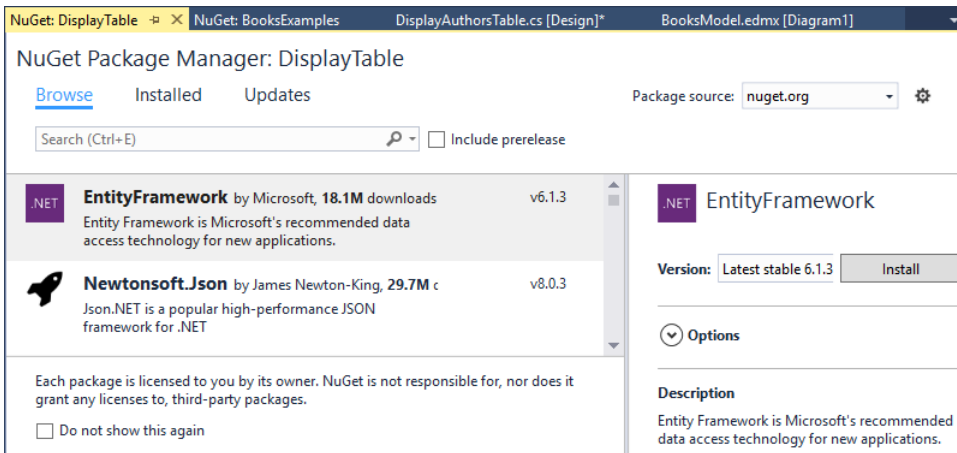 NuGet: DisplayTable NuGet: BooksExamples DisplayAuthorsTable.cs [Design]* BooksModel.edmx [Diagram1]
NuGet Package Manager: DisplayTable
Browse Installed Updates
Package source: nuget.org
Search (Ctrl+E) Include prerelease
.NET EntityFramework by Microsoft, 18.1M downloads v6.1.3
Entity Framework is Microsoft's recommended data
access technology for new applications.
Newtonsoft.Json by James Newton-King, 29.7M v8.0.3
Json.NET is a popular high-performance JSON
framework for .NET
Each package is licensed to you by its owner. NuGet is not responsible for, nor does it
grant any licenses to, third-party packages.
Do not show this again
.NET EntityFramework
Version: Latest stable 6.1.3 Install
Options
Description
Entity Framework is Microsoft's recommended
data access technology for new applications.